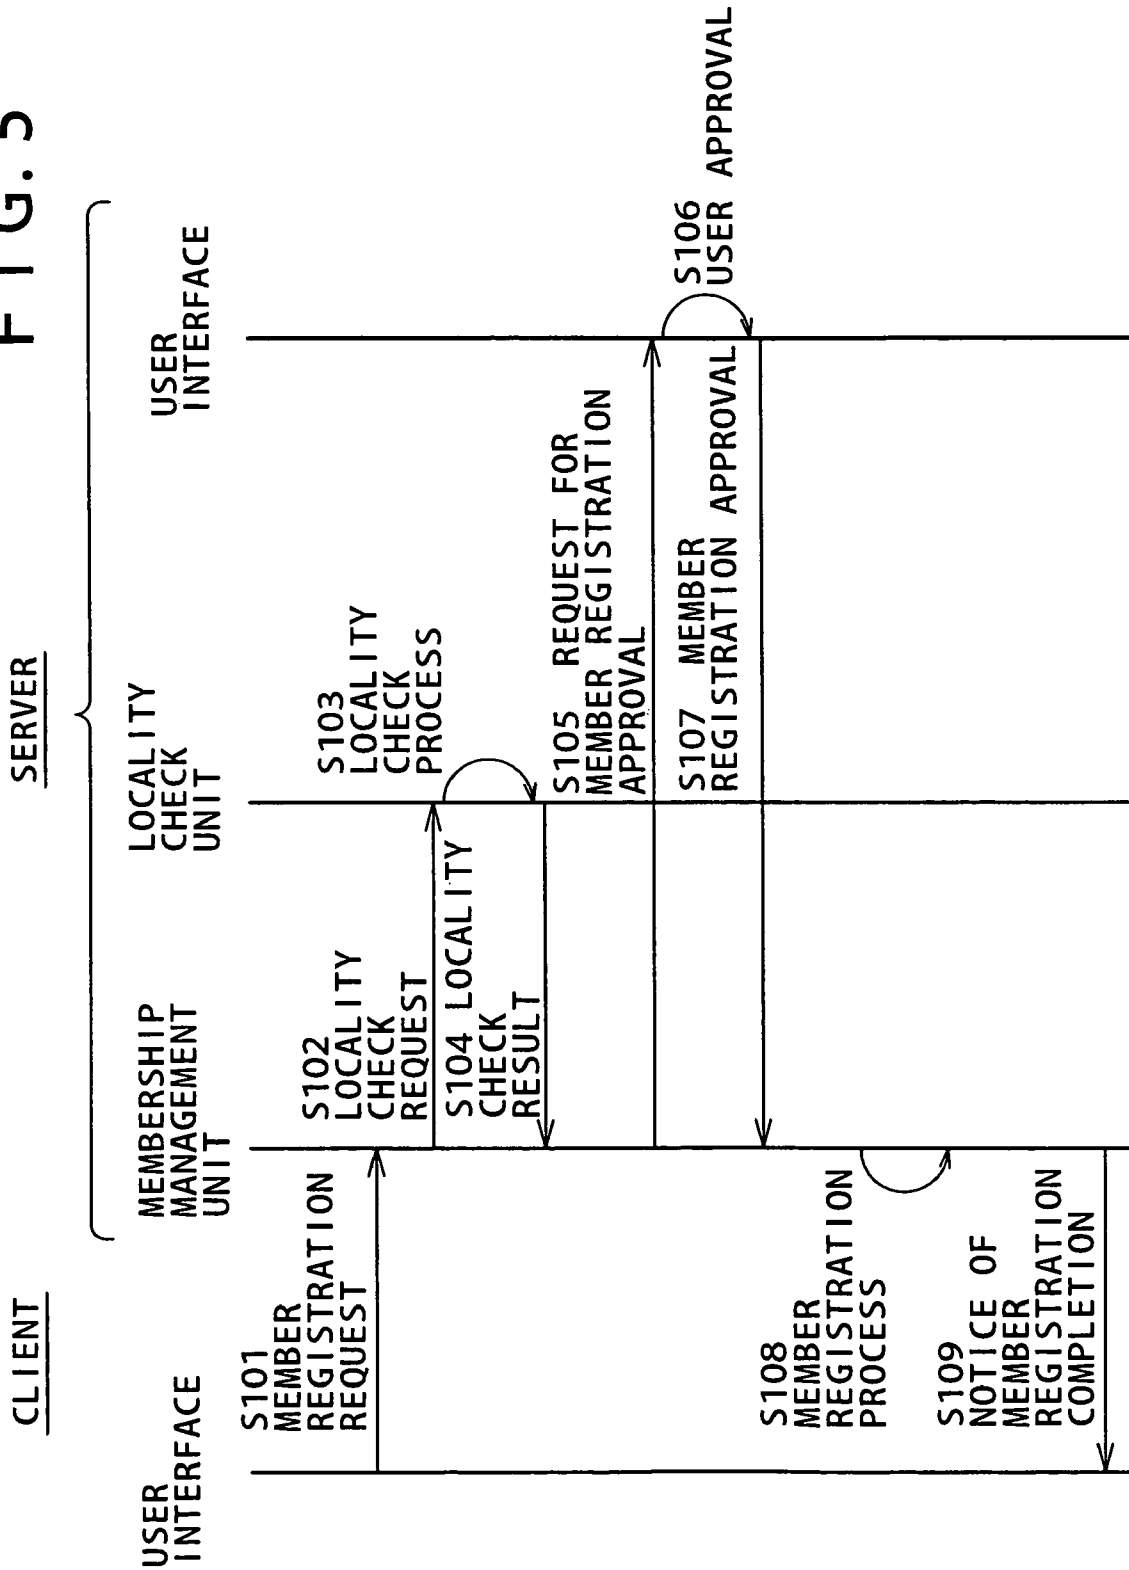 FIG. 5
CLIENT
SERVER
USER
INTERFACE
MEMBERSHIP
MANAGEMENT
UNIT
LOCALITY
CHECK
UNIT
USER
INTERFACE
S101
MEMBER
REGISTRATION
REQUEST
S102
LOCALITY
CHECK
REQUEST
S103
LOCALITY
CHECK
PROCESS
S104 LOCALITY
CHECK
RESULT
S105 REQUEST FOR
MEMBER REGISTRATION
APPROVAL
S106
USER APPROVAL
S107 MEMBER
REGISTRATION APPROVAL
S108
MEMBER
REGISTRATION
PROCESS
S109
NOTICE OF
MEMBER
REGISTRATION
COMPLETION